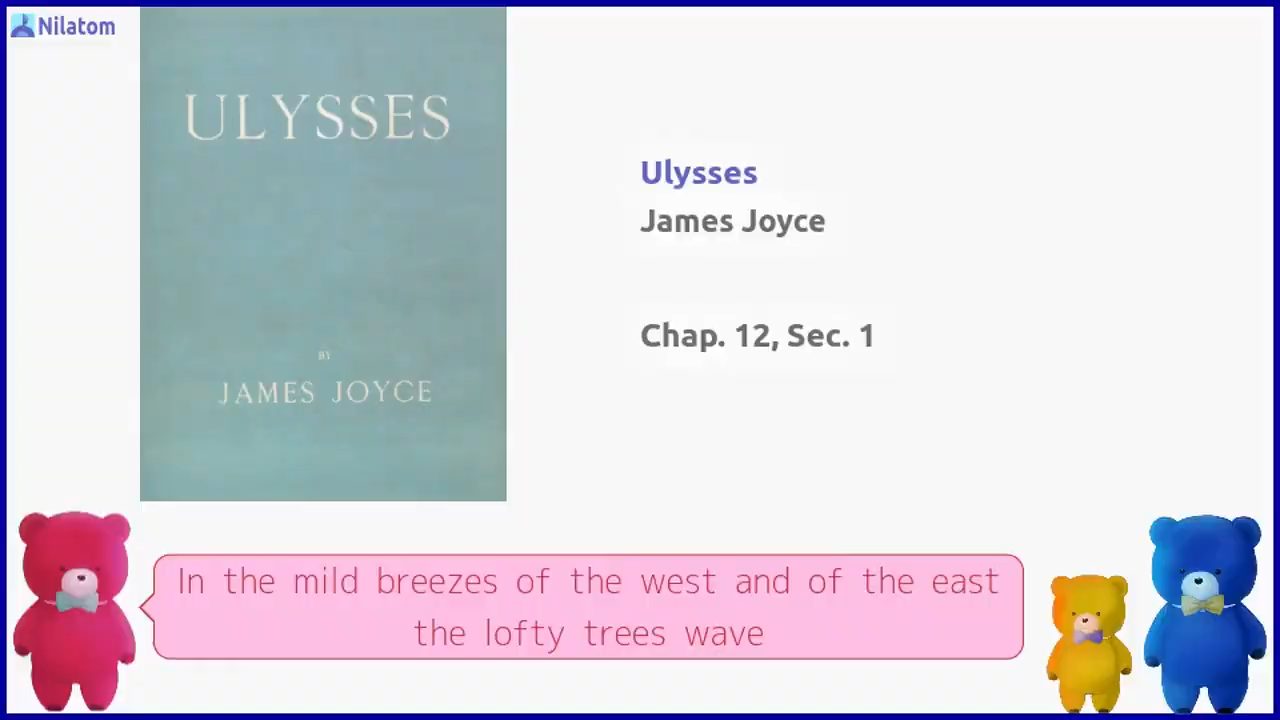 Nilatom
ULYSSES
BY
JAMES JOYCE
Ulysses
James Joyce
Chap. 12, Sec. 1
In the mild breezes of the west and of the east
the lofty trees wave